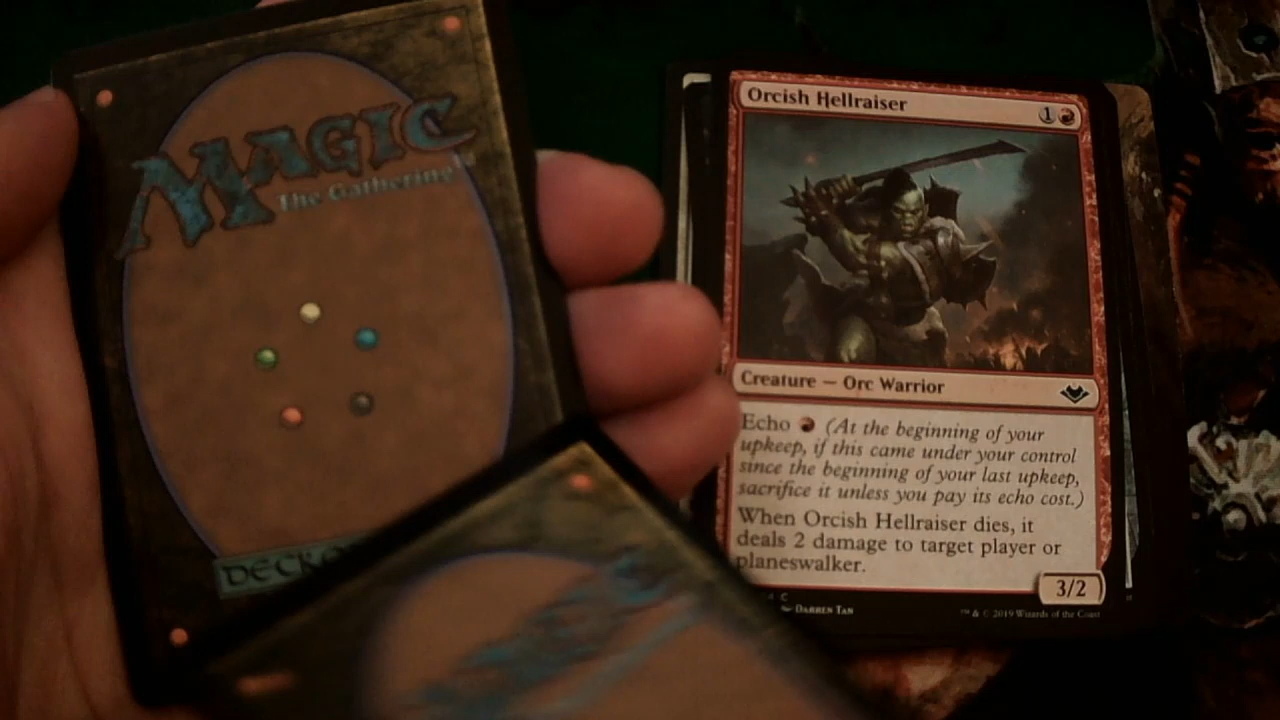 MAGIC
The Gathering
DECK
Orcish Hellraiser
1
Creature — Orc Warrior
Echo (At the beginning of your
upkeep, if this came under your control
since the beginning of your last upkeep,
sacrifice it unless you pay its echo cost.)
When Orcish Hellraiser dies, it
deals 2 damage to target player or
planeswalker.
3/2
C
Darren Tan
™ & © 2019 Wizards of the Coast